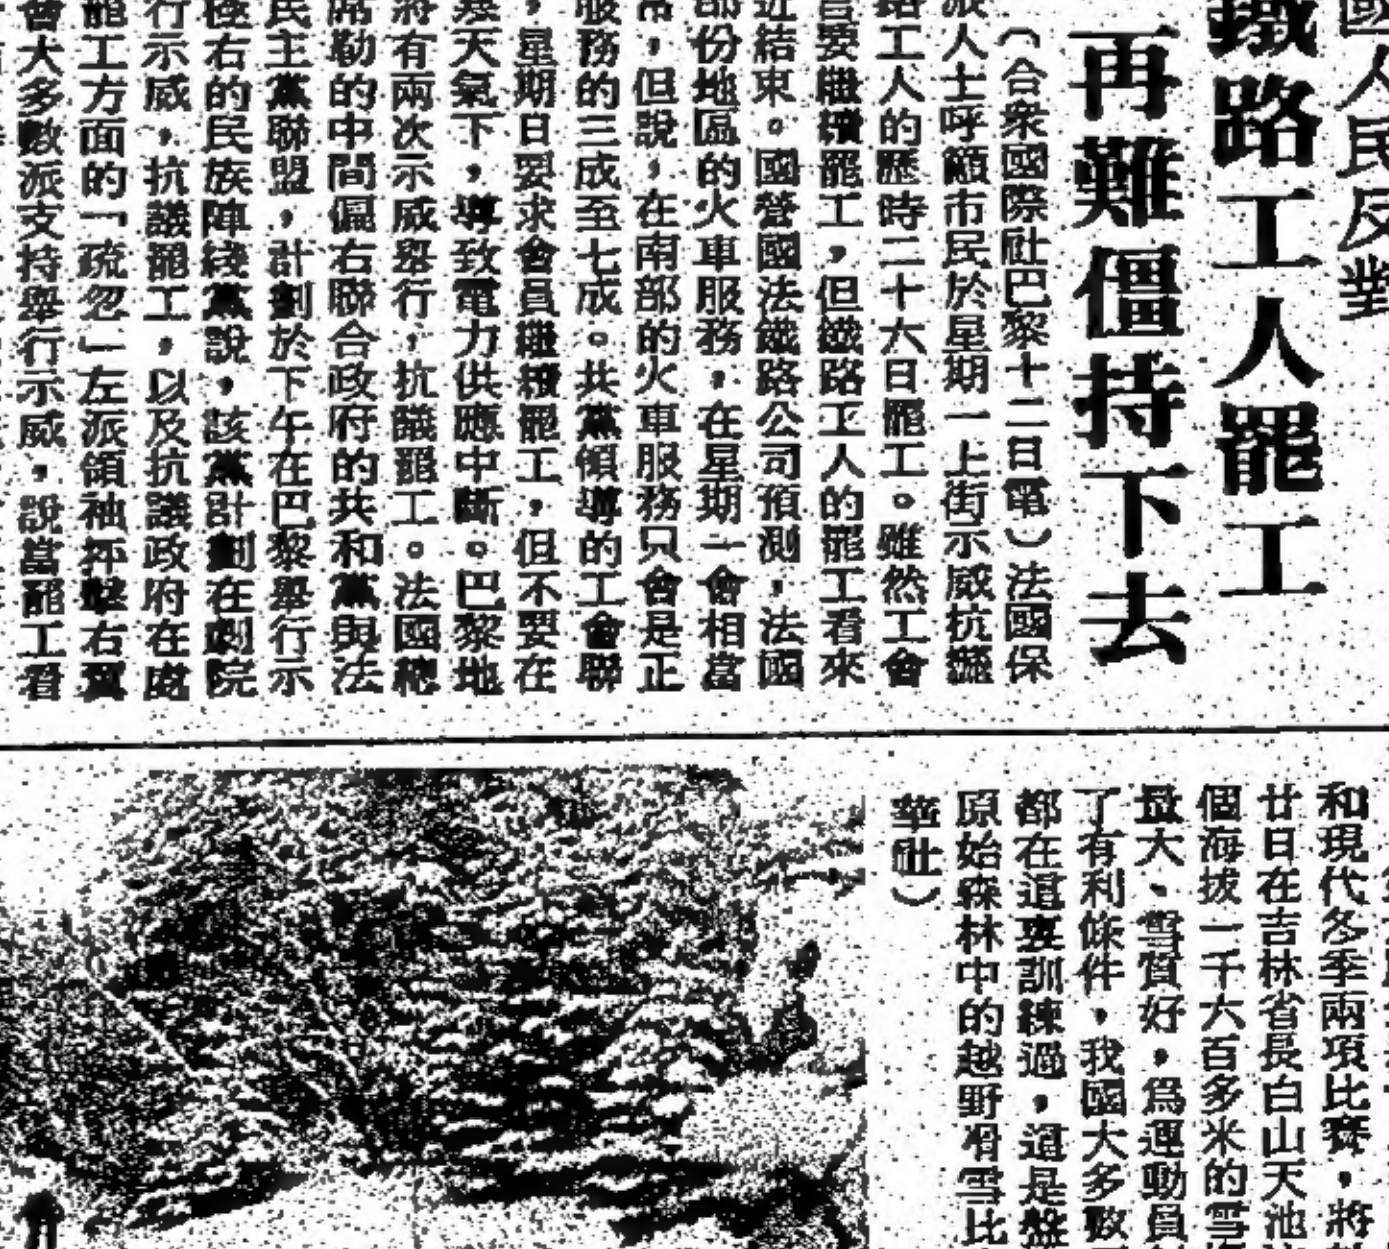 國人民反對
鐵路工人罷工
再難僵持下去
（合衆國際社巴黎十二日電）法國保
派人士呼籲市民於星期一上街示威抗議
路工人的歷時二十六日罷工。雖然工會
言要繼續罷工，但鐵路工人的罷工看來
近結束。國營國法鐵路公司預測，法國
部份地區的火車服務，在星期一會相當
常，但說，在南部的火車服務只會是正
服務的三成至七成。共黨領導的工會聯
，星期日要求會員繼續罷工，但不要在
寒天氣下，導致電力供應中斷。巴黎地
將有兩次示威舉行，抗議罷工。法國總
席勒的中間偏右聯合政府的共和黨與法
民主黨聯盟，計劃於下午在巴黎舉行示
極右的民族陣綫黨說，該黨計劃在劇院
行示威，抗議罷工，以及抗議政府在處
罷工方面的「疏忽」左派領袖抨擊右翼
會大多數派支持舉行示威，說當罷工看
和現代冬季兩項比賽，將
廿日在吉林省長白山天池
個海拔一千六百多米的雪
量大、雪質好，爲運動員
了有利條件，我國大多數
都在這裏訓練過，這是盤
原始森林中的越野滑雪比
華社）